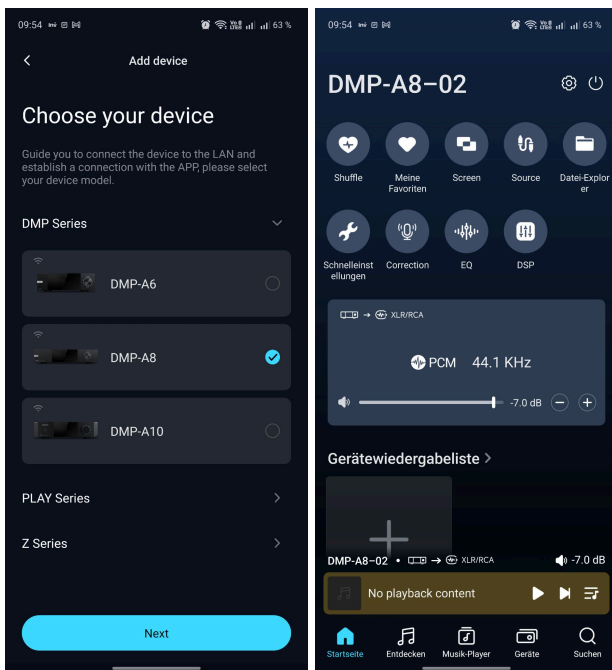 09:54
63 %
Add device
Choose your device
Guide you to connect the device to the LAN and
establish a connection with the APP, please select
your device model.
DMP Series
DMP-A6
DMP-A8
DMP-A10
PLAY Series
Z Series
Next
09:54
63 %
DMP-A8-02
Shuffle
Meine
Favoriten
Screen
Source
Datei-Explor
er
Schnelleinst
ellungen
Correction
EQ
DSP
XLR/RCA
PCM 44.1 KHz
-7.0 dB
Gerätewiedergabeliste
DMP-A8-02 • XLR/RCA -7.0 dB
No playback content
Startseite
Entdecken
Musik-Player
Geräte
Suchen